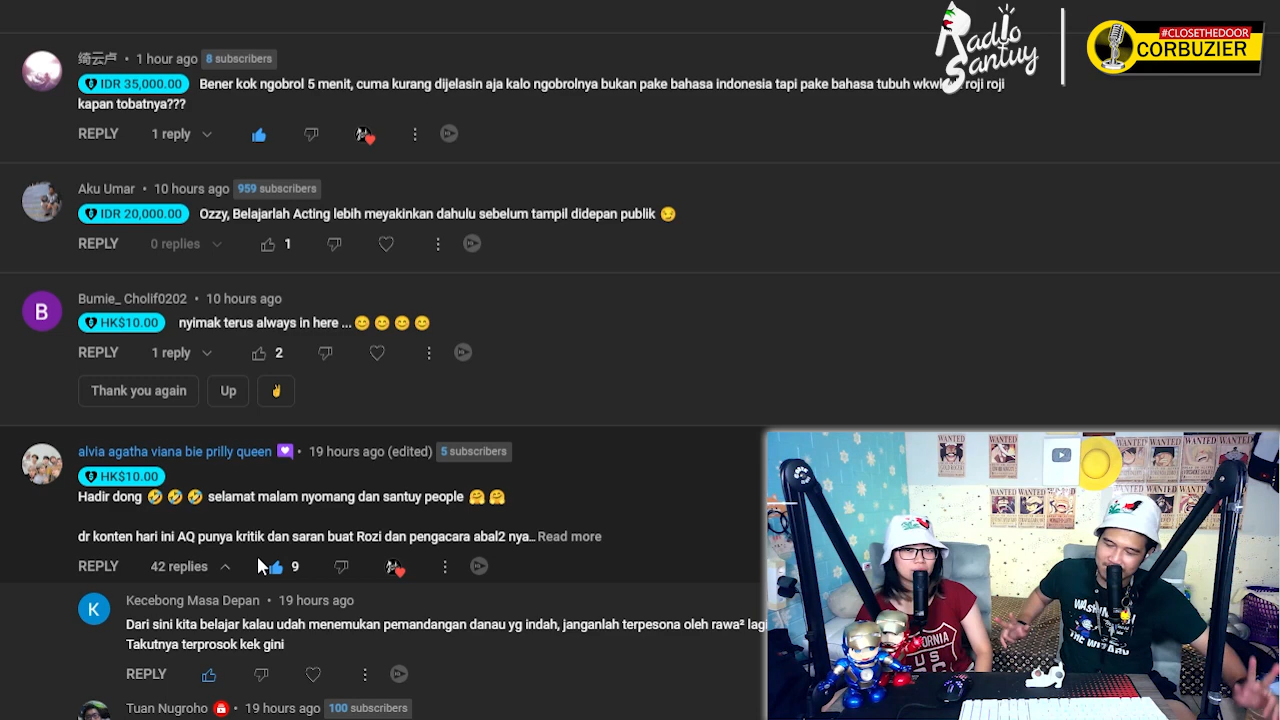 Radio Santuy
#CLOSETHEDOOR
CORBUZIER
绮云卢 • 1 hour ago 8 subscribers
IDR 35,000.00 Bener kok ngobrol 5 menit, cuma kurang dijelasin aja kalo ngobrolnya bukan pake bahasa indonesia tapi pake bahasa tubuh wkwk roji roji
kapan tobatnya???
REPLY 1 reply
Aku Umar • 10 hours ago 959 subscribers
IDR 20,000.00 Ozzy, Belajarlah Acting lebih meyakinkan dahulu sebelum tampil didepan publik 😏
REPLY 0 replies 1
B
Bumie_ Cholif0202 • 10 hours ago
HK$10.00 nyimak terus always in here ... 😊 😊 😊 😊
REPLY 1 reply 2
Thank you again Up ✌
alvia agatha viana bie prilly queen • 19 hours ago (edited) 5 subscribers
HK$10.00
Hadir dong 🤣 🤣 🤣 selamat malam nyomang dan santuy people 🤗 🤗
dr konten hari ini AQ punya kritik dan saran buat Rozi dan pengacara abal2 nya... Read more
REPLY 42 replies 9
K
Kecebong Masa Depan • 19 hours ago
Dari sini kita belajar kalau udah menemukan pemandangan danau yg indah, janganlah terpesona oleh rawa² lagi
Takutnya terprosok kek gini
REPLY
Tuan Nugroho • 19 hours ago 100 subscribers
WANTED
WANTED
WANTED
WANTED
CALIFORNIA
USC